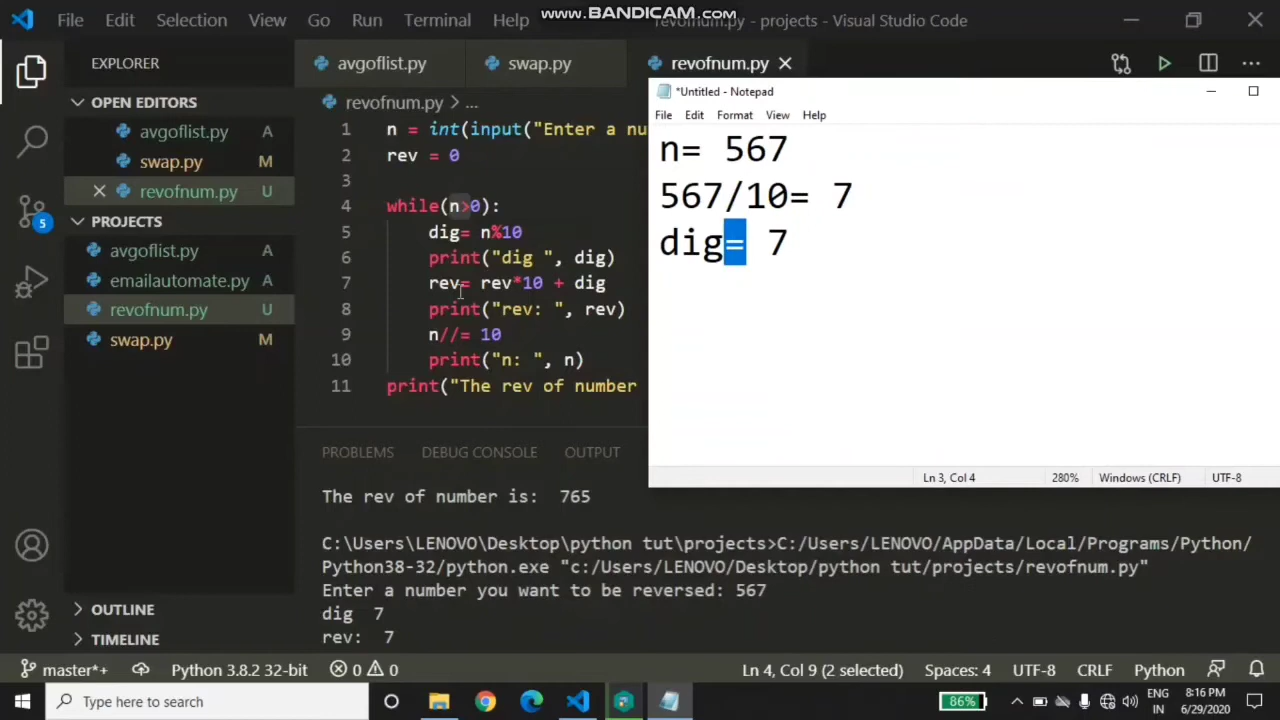 www.BANDICAM.com
File Edit Selection View Go Run Terminal Help revofnum.py - projects - Visual Studio Code
EXPLORER
avgoflist.py swap.py revofnum.py
OPEN EDITORS
avgoflist.py A
swap.py M
revofnum.py U
PROJECTS
avgoflist.py A
emailautomate.py A
revofnum.py U
swap.py M
OUTLINE
TIMELINE
5
revofnum.py > ...
1 n = int(input("Enter a nu
2 rev = 0
3
4 while(n>0):
5 dig= n%10
6 print("dig ", dig)
7 rev= rev*10 + dig
8 print("rev: ", rev)
9 n//= 10
10 print("n: ", n)
11 print("The rev of number
*Untitled - Notepad
File Edit Format View Help
n= 567
567/10= 7
dig= 7
Ln 3, Col 4 280% Windows (CRLF) UTF-8
PROBLEMS DEBUG CONSOLE OUTPUT
The rev of number is:  765
C:\Users\LENOVO\Desktop\python tut\projects>C:/Users/LENOVO/AppData/Local/Programs/Python/
Python38-32/python.exe "c:/Users/LENOVO/Desktop/python tut/projects/revofnum.py"
Enter a number you want to be reversed: 567
dig  7
rev:  7
master*+ Python 3.8.2 32-bit 0 0 Ln 4, Col 9 (2 selected) Spaces: 4 UTF-8 CRLF Python
Type here to search
86% ENG IN 8:16 PM 6/29/2020